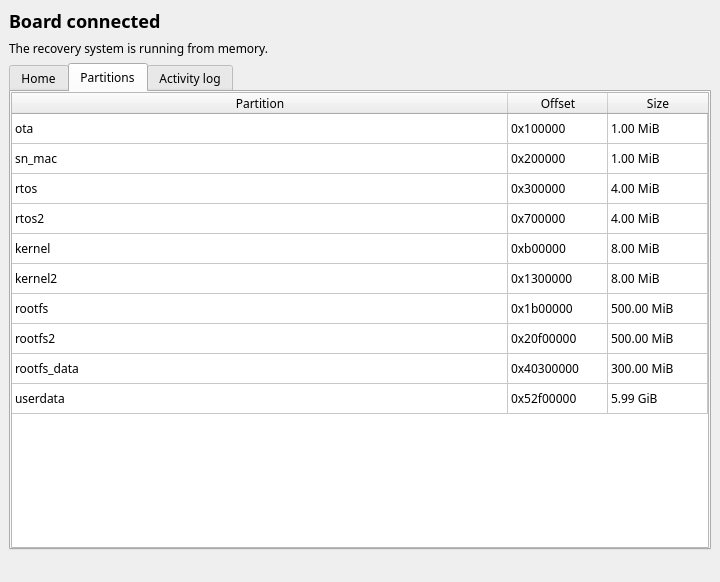 Board connected
The recovery system is running from memory.
Home Partitions Activity log
Partition Offset Size
ota 0x100000 1.00 MiB
sn_mac 0x200000 1.00 MiB
rtos 0x300000 4.00 MiB
rtos2 0x700000 4.00 MiB
kernel 0xb00000 8.00 MiB
kernel2 0x1300000 8.00 MiB
rootfs 0x1b00000 500.00 MiB
rootfs2 0x20f00000 500.00 MiB
rootfs_data 0x40300000 300.00 MiB
userdata 0x52f00000 5.99 GiB